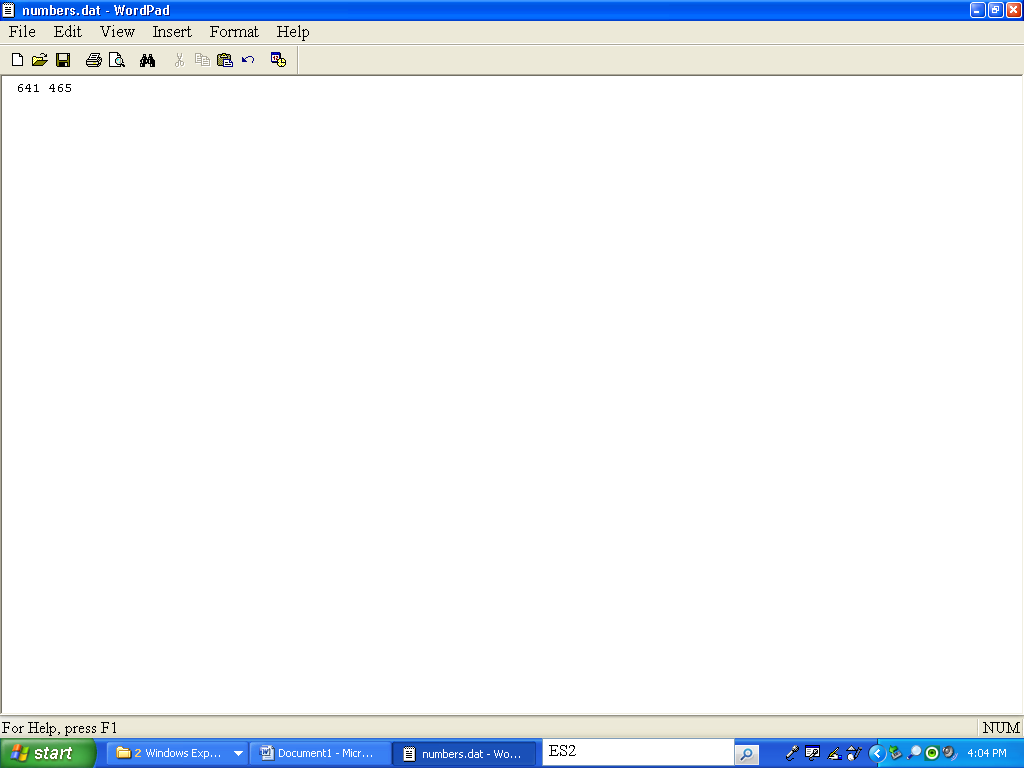 numbers.dat - WordPad
File Edit View Insert Format Help
641 465
For Help, press F1 NUM
start 2 Windows Exp... Document1 - Micr... numbers.dat - Wo... ES2 4:04 PM